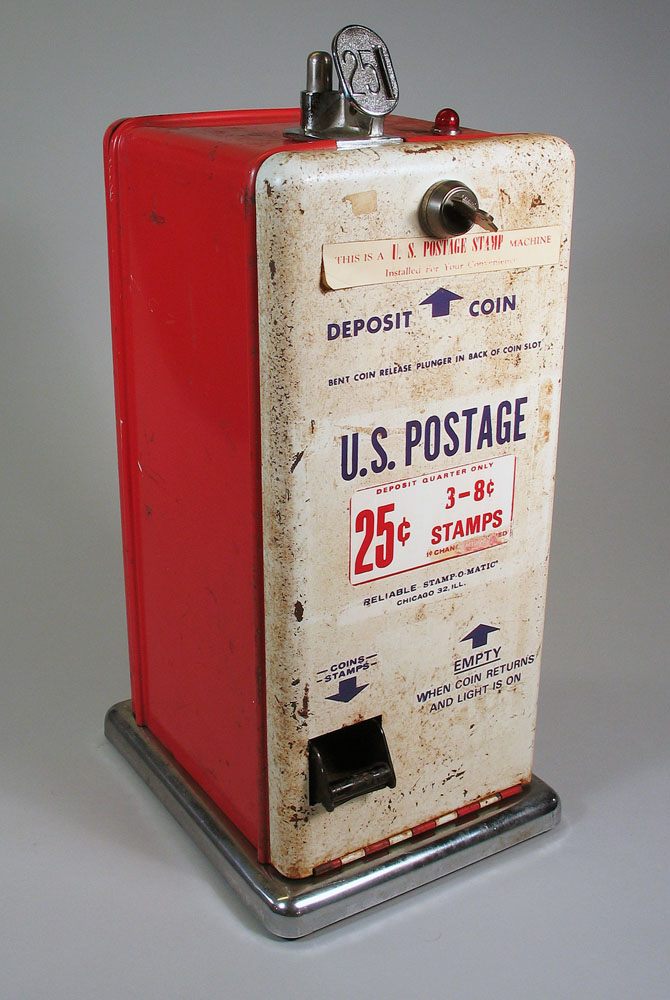 25¢
THIS IS A U. S. POSTAGE STAMP MACHINE
Installed For Your Convenience
DEPOSIT COIN
BENT COIN RELEASE PLUNGER IN BACK OF COIN SLOT
U.S. POSTAGE
DEPOSIT QUARTER ONLY
25¢
3-8¢
STAMPS
1¢ CHAN
RELIABLE STAMP-O-MATIC
CHICAGO 32, ILL.
COINS
STAMPS
EMPTY
WHEN COIN RETURNS
AND LIGHT IS ON